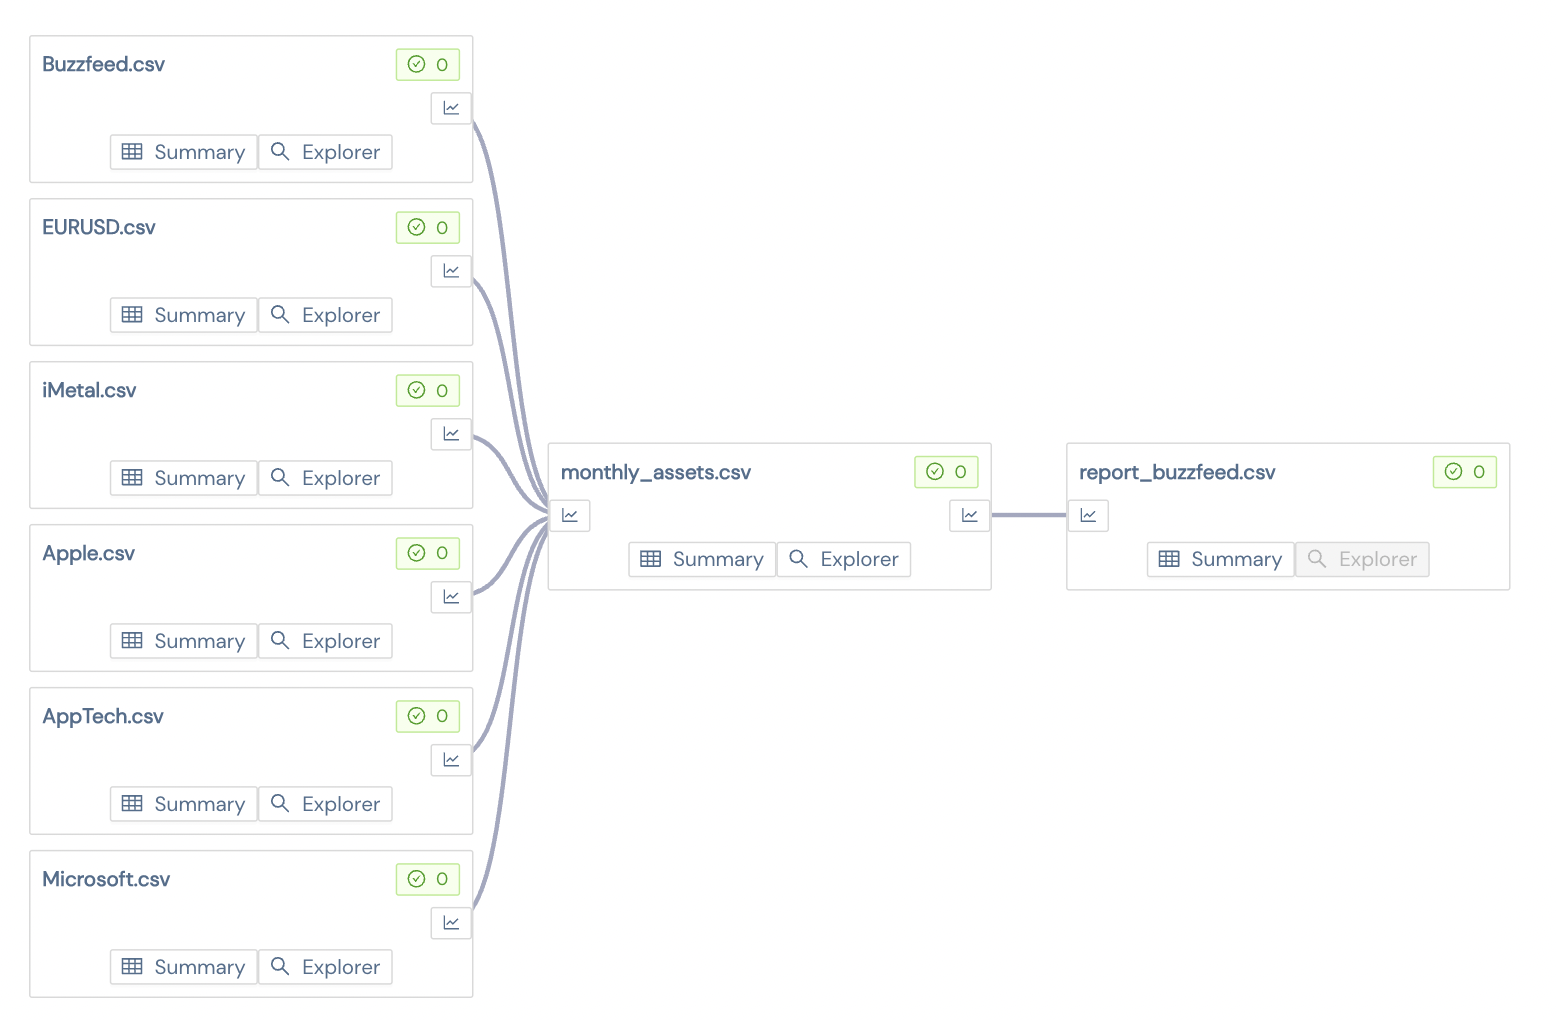 Buzzfeed.csv
0
Summary
Explorer
EURUSD.csv
0
Summary
Explorer
iMetal.csv
0
Summary
Explorer
Apple.csv
0
Summary
Explorer
AppTech.csv
0
Summary
Explorer
Microsoft.csv
0
Summary
Explorer
monthly_assets.csv
0
Summary
Explorer
report_buzzfeed.csv
0
Summary
Explorer